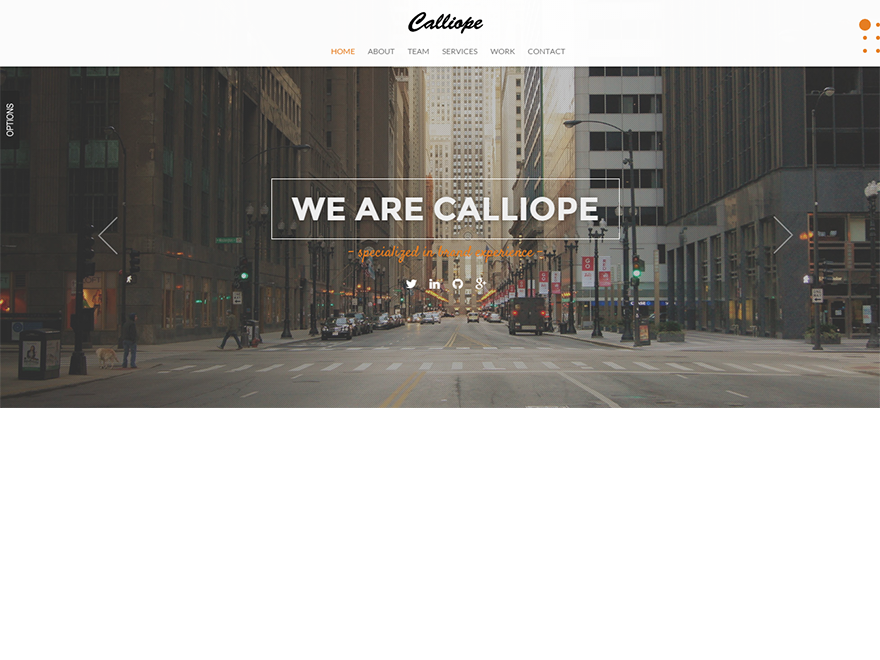 Calliope
HOME ABOUT TEAM SERVICES WORK CONTACT
OPTIONS
WE ARE CALLIOPE
- specialized in brand experience -